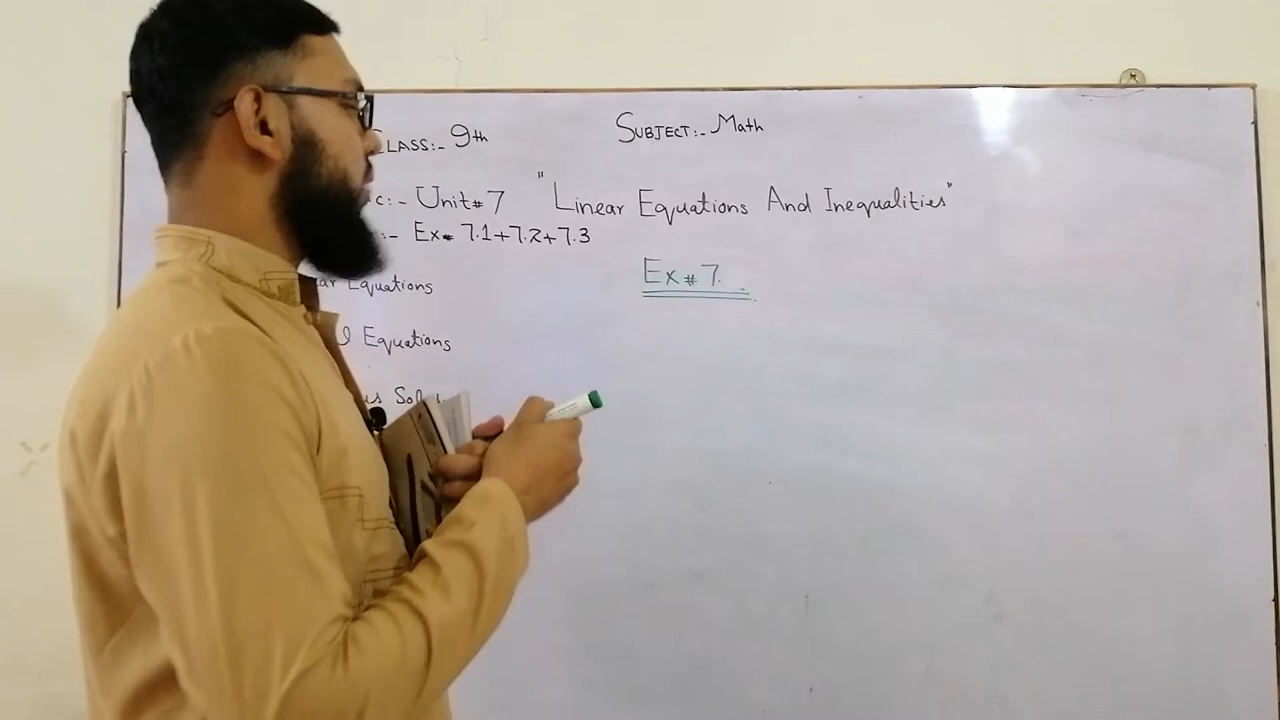 CLASS:- 9th
SUBJECT:- Math
:- Unit#7 "Linear Equations And Inequalities"
:- Ex# 7.1+7.2+7.3
Ex # 7.
Equations
Equations